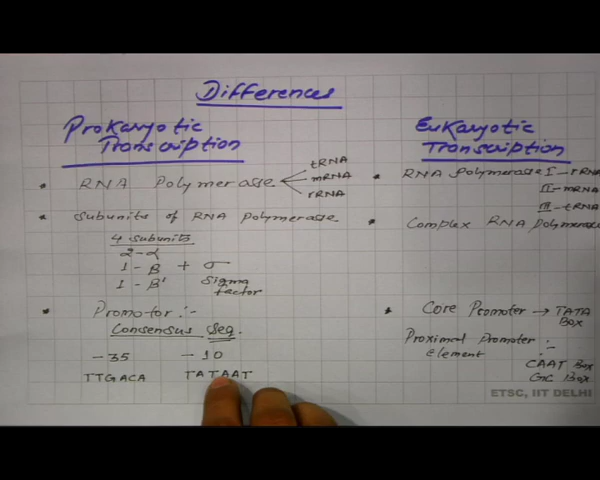 Differences
Prokaryotic
Transcription
• RNA Polymerase
tRNA
mRNA
rRNA
• Subunits of RNA Polymerase
4 Subunits
2-α
1-β + σ
1-β' Sigma
factor
• Promotor :-
Consensus Seq.
-35 -10
TTGACA TATAAT
Eukaryotic
Transcription
• RNA Polymerase I - rRNA
II - mRNA
III - tRNA
• Complex RNA Polymerase
• Core Promoter → TATA
Box
Proximal Promoter :-
Element
CAAT Box
GC Box
ETSC, IIT DELHI